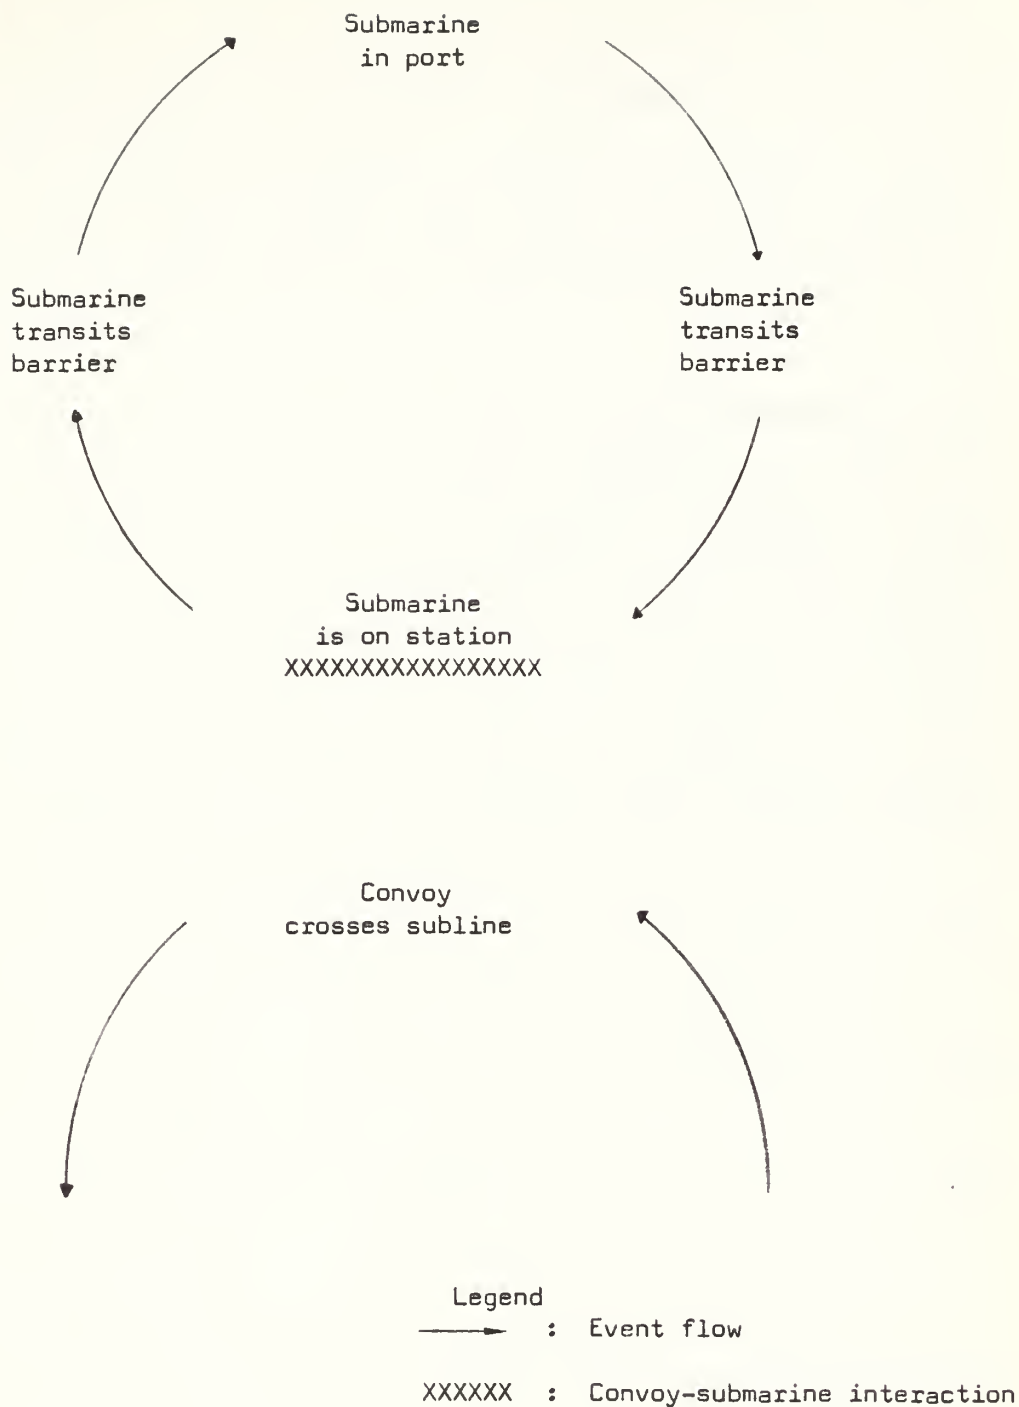 Submarine
in port
Submarine
transits
barrier
Submarine
transits
barrier
Submarine
is on station
XXXXXXXXXXXXXXXXX
Convoy
crosses subline
Legend
: Event flow
XXXXXX : Convoy-submarine interaction